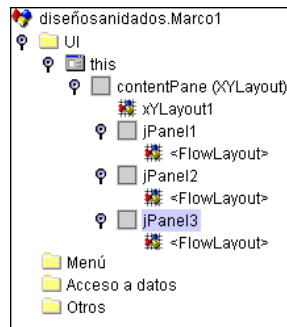 diseñosanidados.Marco1
UI
this
contentPane (XYLayout)
xYLayout1
jPanel1
<FlowLayout>
jPanel2
<FlowLayout>
jPanel3
<FlowLayout>
Menú
Acceso a datos
Otros